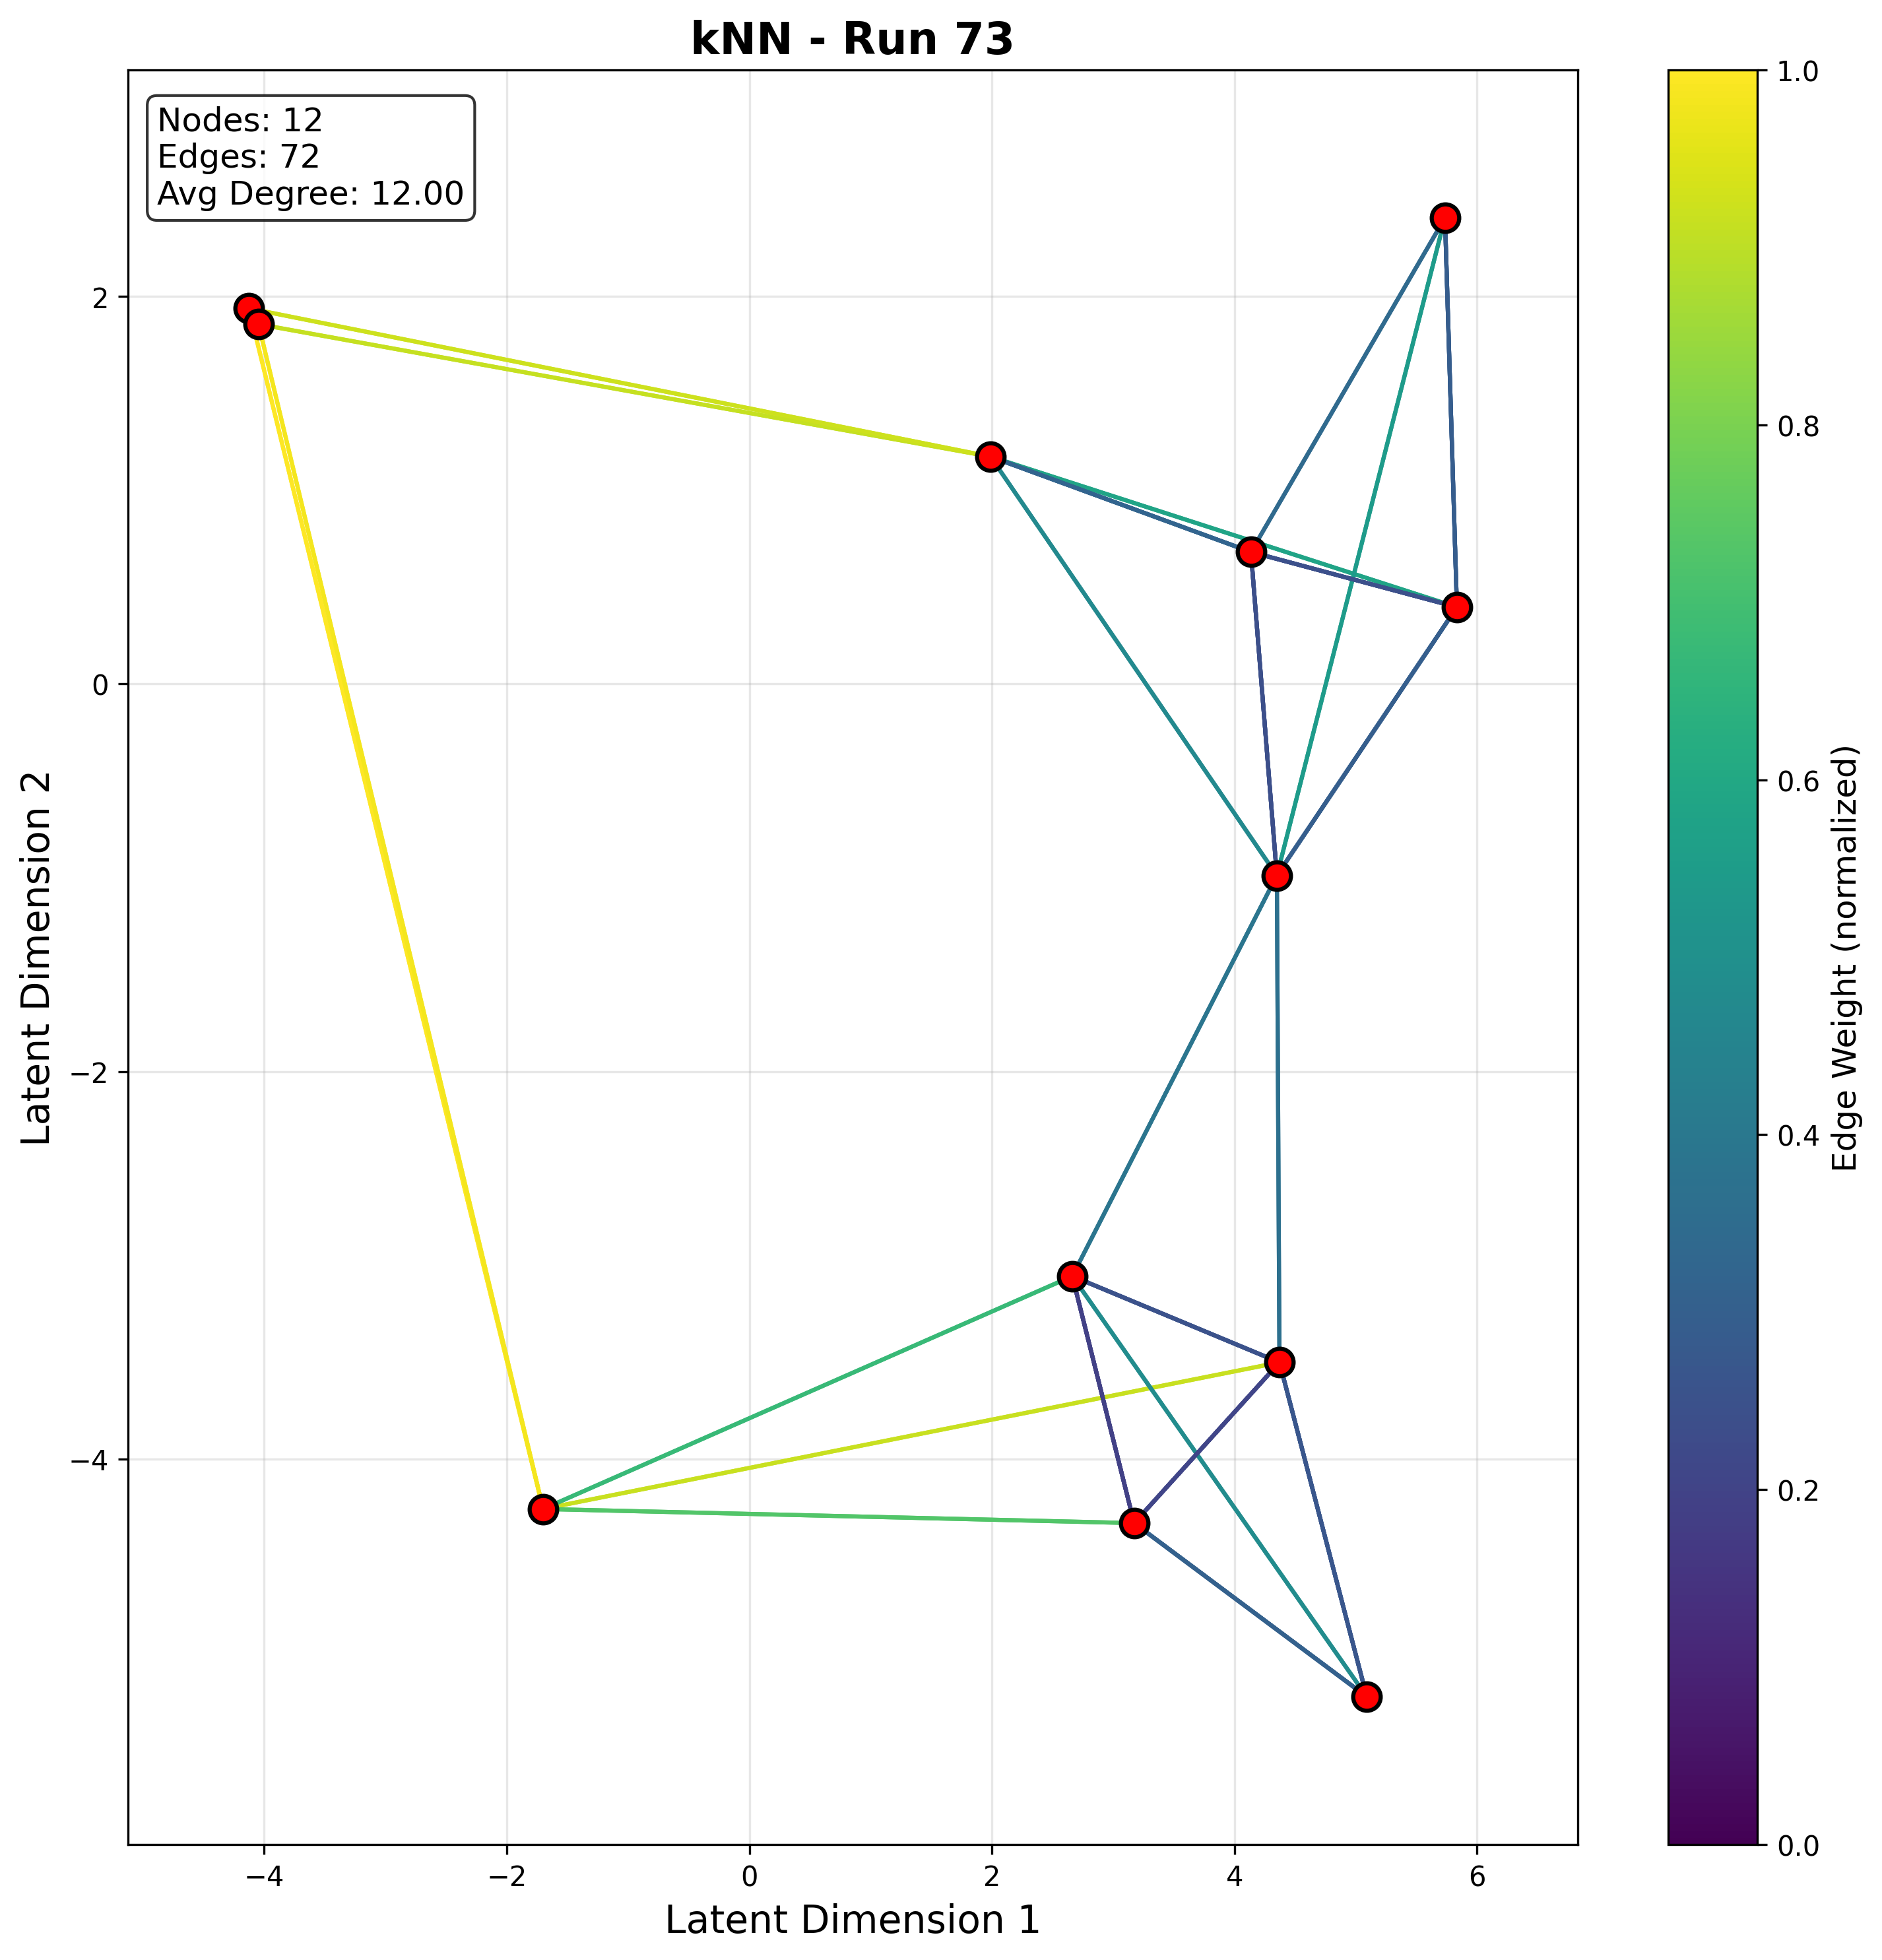 kNN - Run 73
Nodes: 12
Edges: 72
Avg Degree: 12.00
2
0
−2
−4
Latent Dimension 2
−4
−2
0
2
4
6
Latent Dimension 1
1.0
0.8
0.6
0.4
0.2
0.0
Edge Weight (normalized)